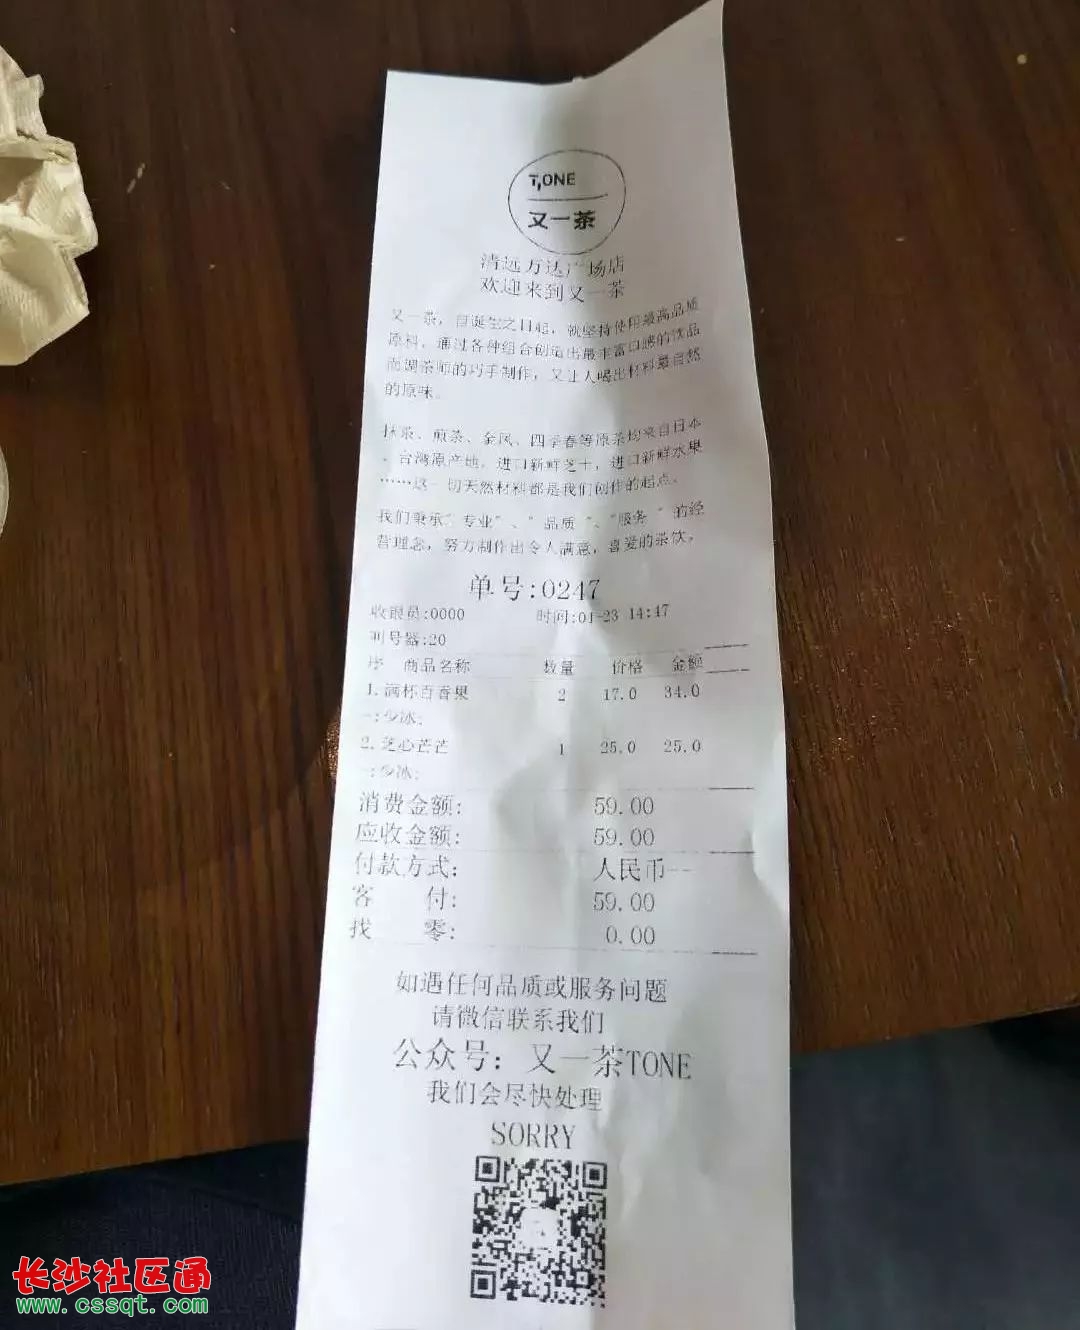 T,ONE
又一茶
清远万达广场店
欢迎来到又一茶
又一茶，自诞生之日起，就坚持使用最高品质
原料，通过各种组合创造出最丰富口感的饮品
而调茶师的巧手制作，又让人喝出材料最自然
的原味。
抹茶、煎茶、金凤、四季春等原茶均来自日本
、台湾原产地，进口新鲜芝士，进口新鲜水果
……这一切天然材料都是我们创作的起点。
我们秉承“专业”、“品质”、“服务”的经
营理念，努力制作出令人满意，喜爱的茶饮。
单号:0247
收银员:0000 时间:01-23 14:47
叫号器:20
序 商品名称 数量 价格 金额
1.满杯百香果 2 17.0 34.0
-:少冰;
2.芝心芒芒 1 25.0 25.0
-:少冰;
消费金额: 59.00
应收金额: 59.00
付款方式: 人民币--
客 付: 59.00
找 零: 0.00
如遇任何品质或服务问题
请微信联系我们
公众号: 又一茶TONE
我们会尽快处理
SORRY
长沙社区通
www.cssqt.com